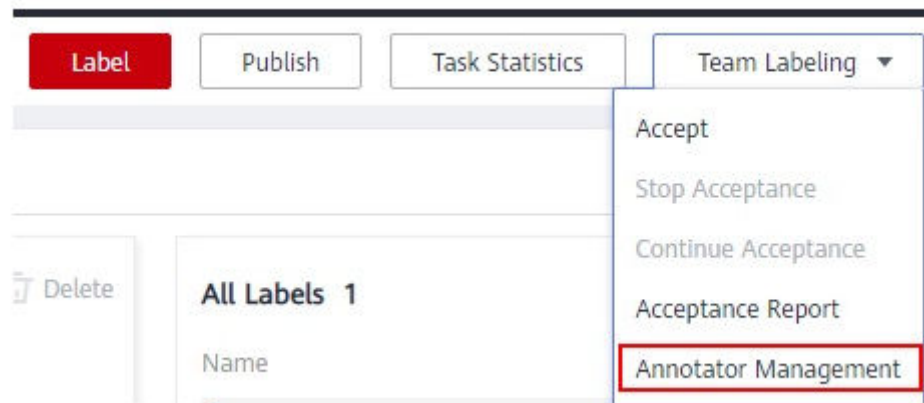 Label
Publish
Task Statistics
Team Labeling
Accept
Stop Acceptance
Continue Acceptance
Delete
All Labels 1
Acceptance Report
Name
Annotator Management